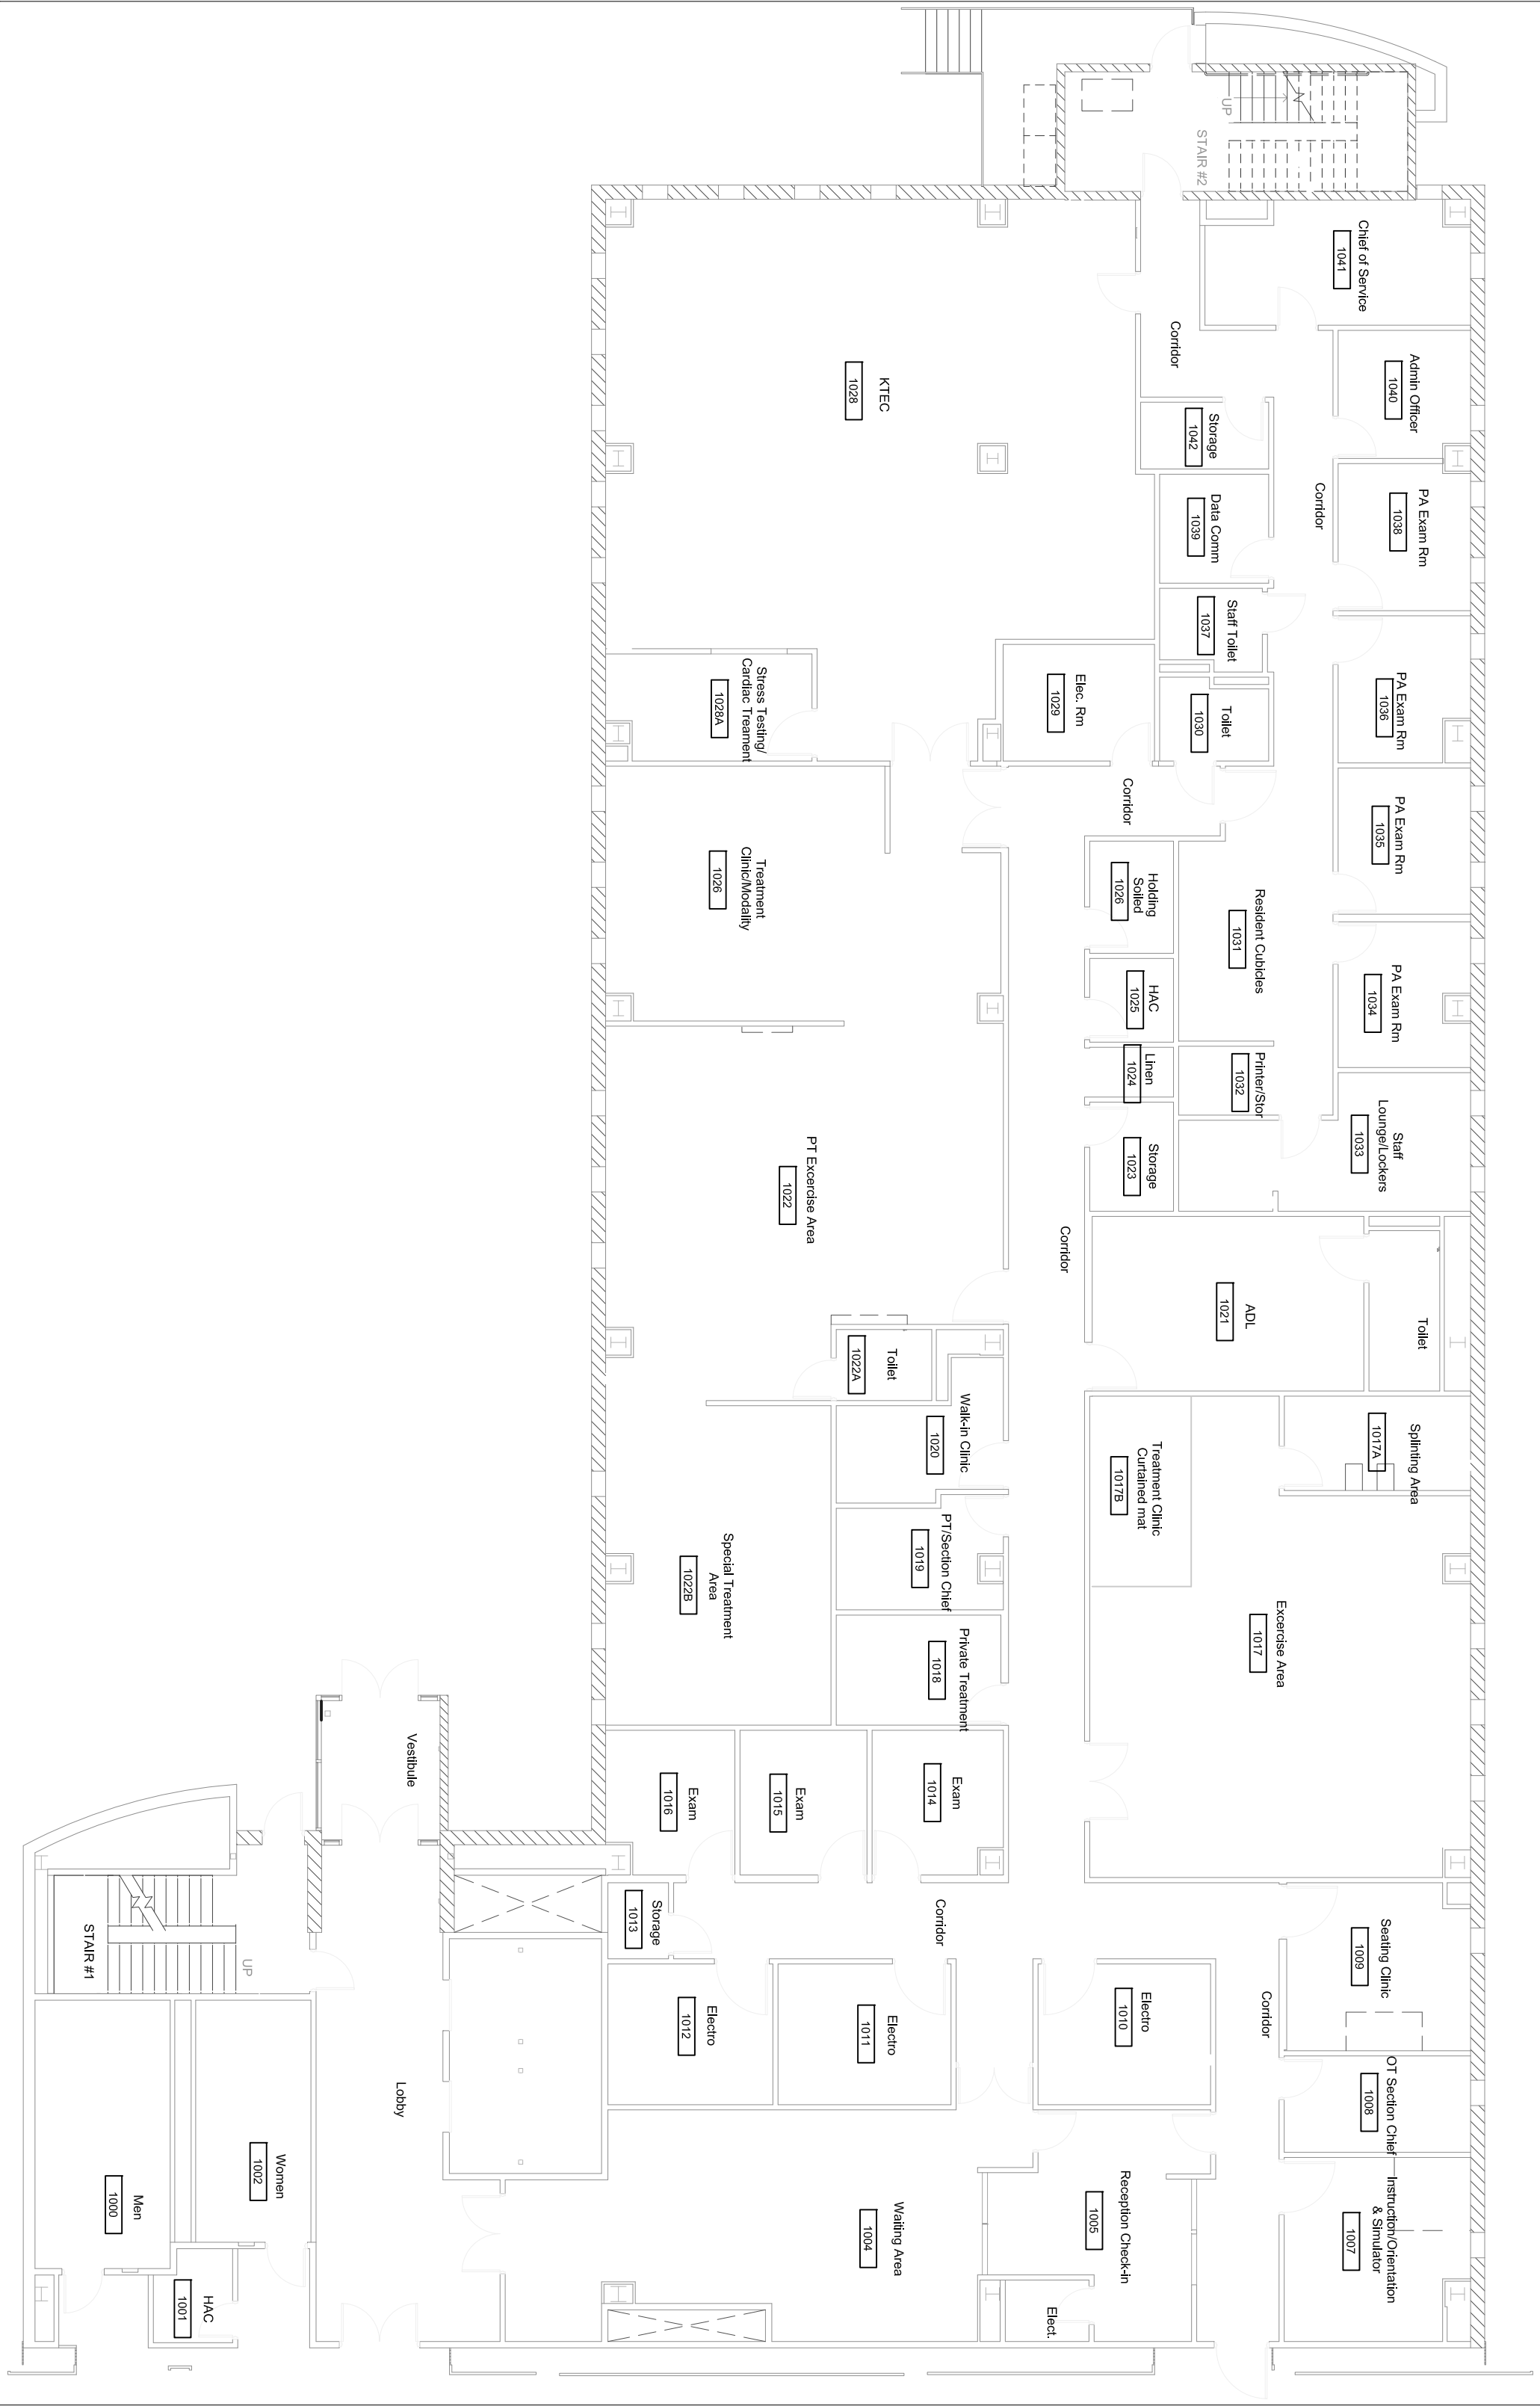 UP
STAIR #2
Chief of Service
1041
Corridor
Admin Officer
1040
KTEC
1028
Storage
1042
Corridor
PA Exam Rm
1038
Data Comm
1039
Staff Toilet
1037
PA Exam Rm
1036
Stress Testing/
Cardiac Treament
1028A
Elec. Rm
1029
Toilet
1030
Corridor
PA Exam Rm
1035
Treatment
Clinic/Modality
1026
Holding
Soiled
1026
Resident Cubicles
1031
PA Exam Rm
1034
HAC
1025
Linen
1024
Printer/Stor
1032
Staff
Lounge/Lockers
1033
Storage
1023
PT Excercise Area
1022
Corridor
ADL
1021
Toilet
Toilet
1022A
Walk-in Clinic
1020
Splinting Area
1017A
Treatment Clinic
Curtained mat
1017B
PT/Section Chief
1019
Special Treatment
Area
1022B
Private Treatment
1018
Excercise Area
1017
Vestibule
Exam
1016
Exam
1015
Exam
1014
STAIR #1
UP
Storage
1013
Corridor
Seating Clinic
1009
Electro
1012
Electro
1011
Electro
1010
Corridor
OT Section Chief
1008
Lobby
Women
1002
Men
1000
Waiting Area
1004
Reception Check-in
1005
Instruction/Orientation
& Simulator
1007
HAC
1001
Elect.